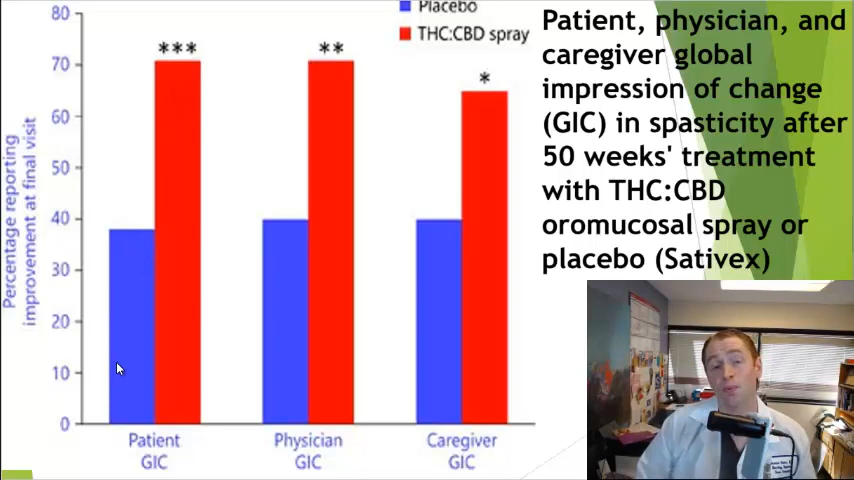 80
70
60
50
40
30
20
10
0
Percentage reporting
improvement at final visit
Placebo
THC:CBD spray
***
**
*
Patient
GIC
Physician
GIC
Caregiver
GIC
Patient, physician, and
caregiver global
impression of change
(GIC) in spasticity after
50 weeks' treatment
with THC:CBD
oromucosal spray or
placebo (Sativex)